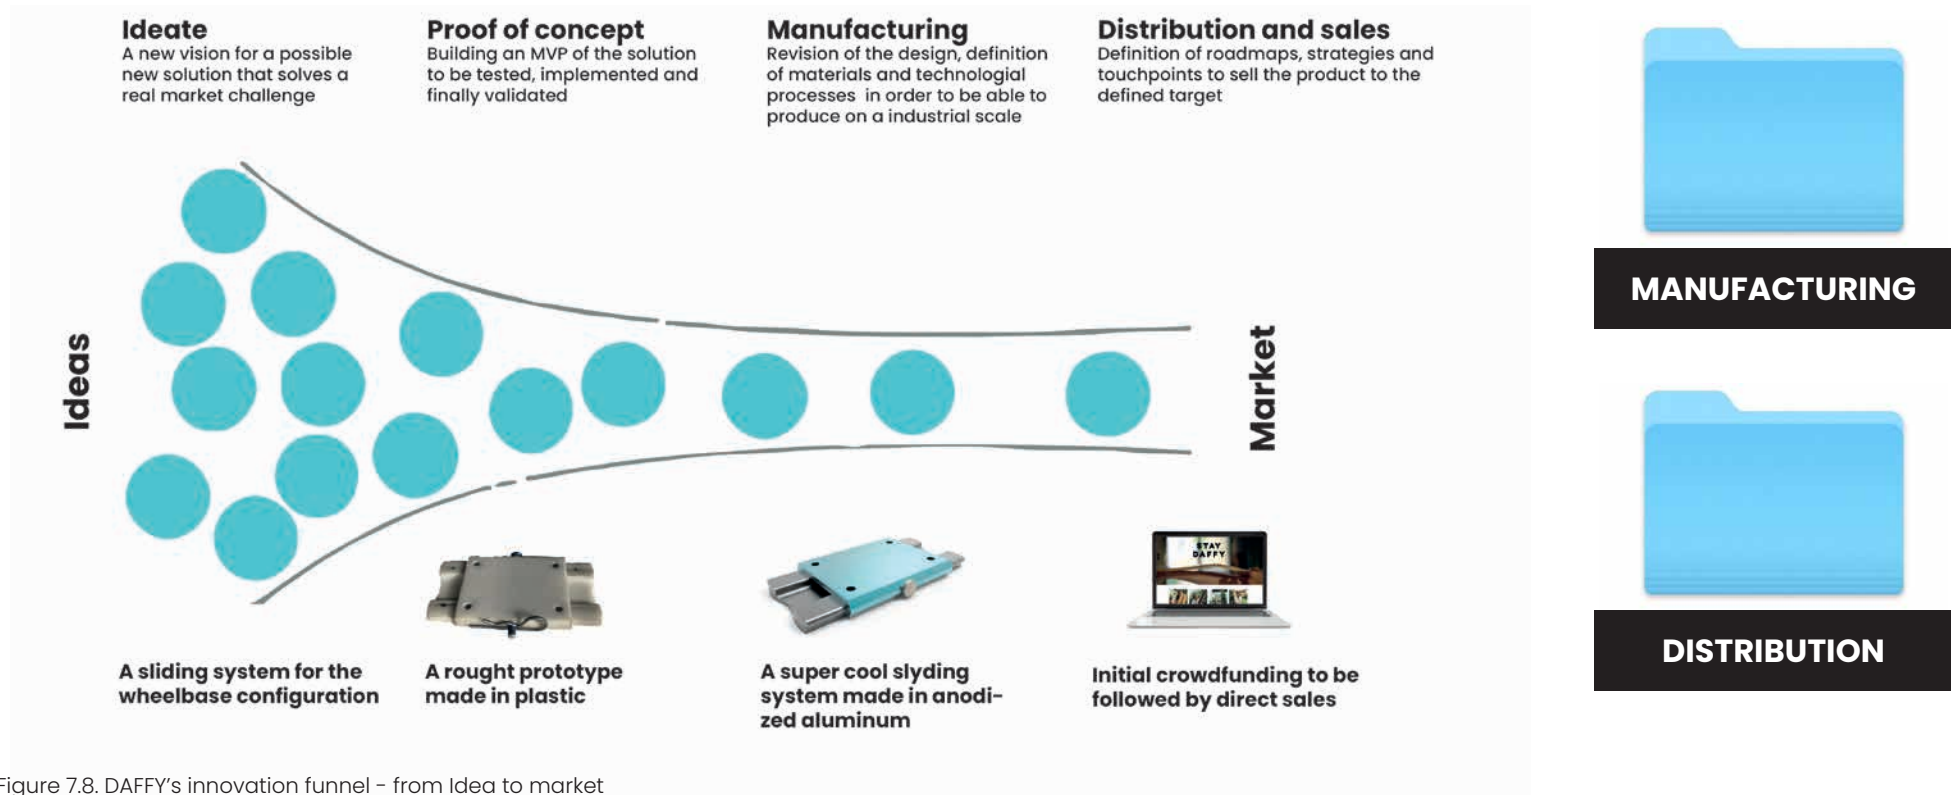 Ideate
A new vision for a possible
new solution that solves a
real market challenge
Proof of concept
Building an MVP of the solution
to be tested, implemented and
finally validated
Manufacturing
Revision of the design, definition
of materials and technologial
processes in order to be able to
produce on a industrial scale
Distribution and sales
Definition of roadmaps, strategies and
touchpoints to sell the product to the
defined target
Ideas
Market
STAY
DAFFY
A sliding system for the
wheelbase configuration
A rought prototype
made in plastic
A super cool slyding
system made in anodi-
zed aluminum
Initial crowdfunding to be
followed by direct sales
MANUFACTURING
DISTRIBUTION
Figure 7.8. DAFFY's innovation funnel - from Idea to market